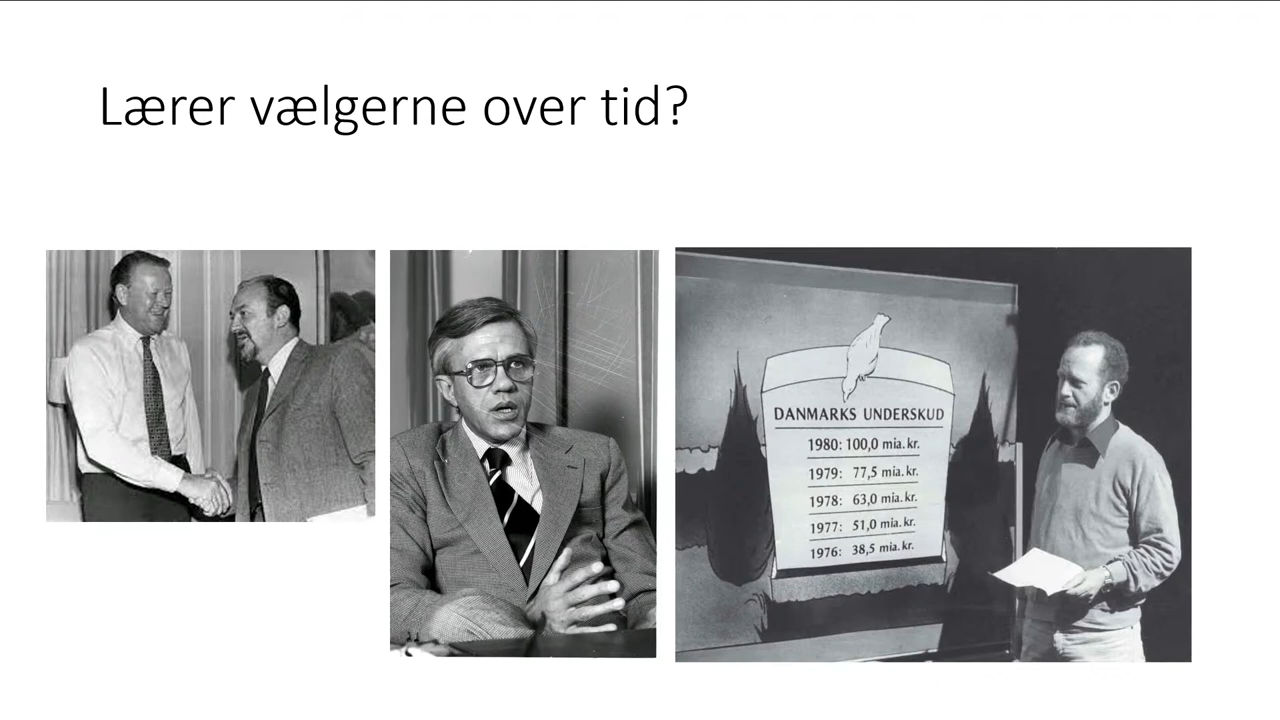 Lærer vælgerne over tid?
DANMARKS UNDERSKUD
1980: 100,0 mia. kr.
1979: 77,5 mia. kr.
1978: 63,0 mia. kr.
1977: 51,0 mia. kr.
1976: 38,5 mia. kr.